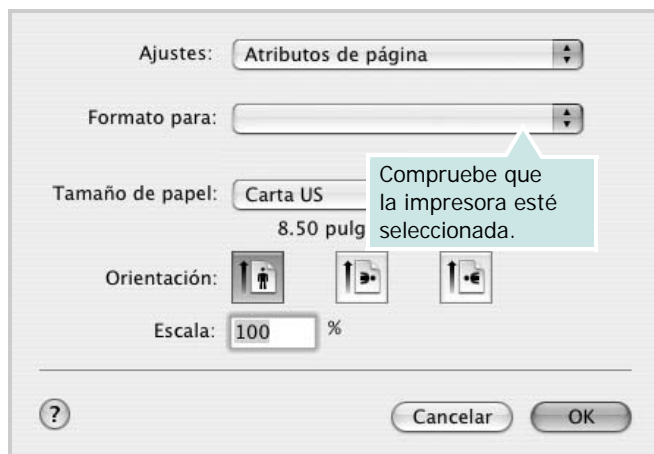 Ajustes: Atributos de página
Formato para:
Compruebe que
la impresora esté
seleccionada.
Tamaño de papel: Carta US
8.50 pulg
Orientación:
Escala: 100 %
? Cancelar OK